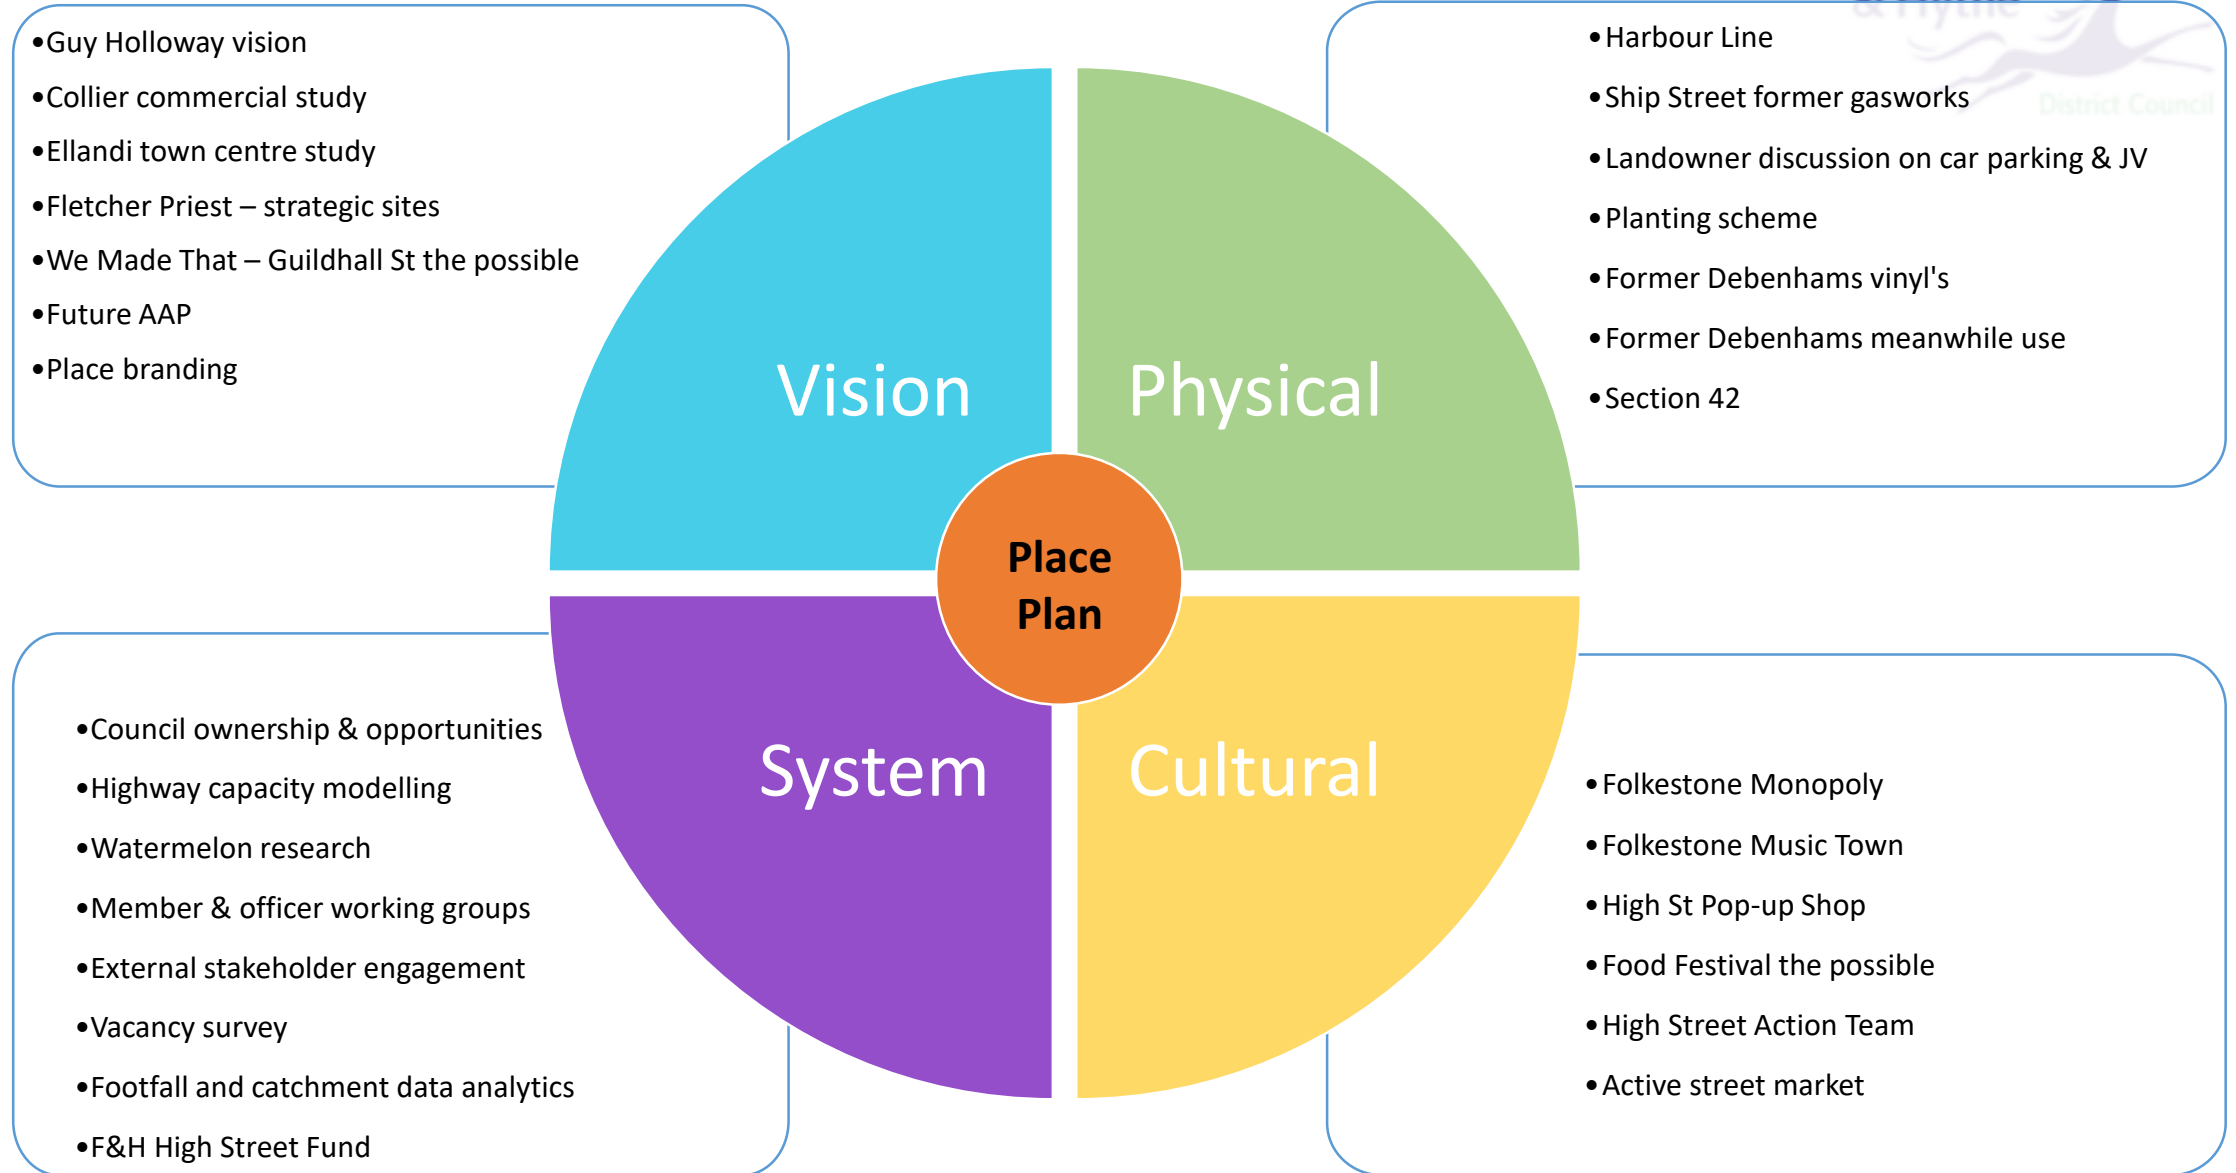 •Guy Holloway vision
•Collier commercial study
•Ellandi town centre study
•Fletcher Priest – strategic sites
•We Made That – Guildhall St the possible
•Future AAP
•Place branding
& Hythe
District Council
•Harbour Line
•Ship Street former gasworks
•Landowner discussion on car parking & JV
•Planting scheme
•Former Debenhams vinyl's
•Former Debenhams meanwhile use
•Section 42
Vision
Physical
Place
Plan
System
Cultural
•Council ownership & opportunities
•Highway capacity modelling
•Watermelon research
•Member & officer working groups
•External stakeholder engagement
•Vacancy survey
•Footfall and catchment data analytics
•F&H High Street Fund
•Folkestone Monopoly
•Folkestone Music Town
•High St Pop-up Shop
•Food Festival the possible
•High Street Action Team
•Active street market